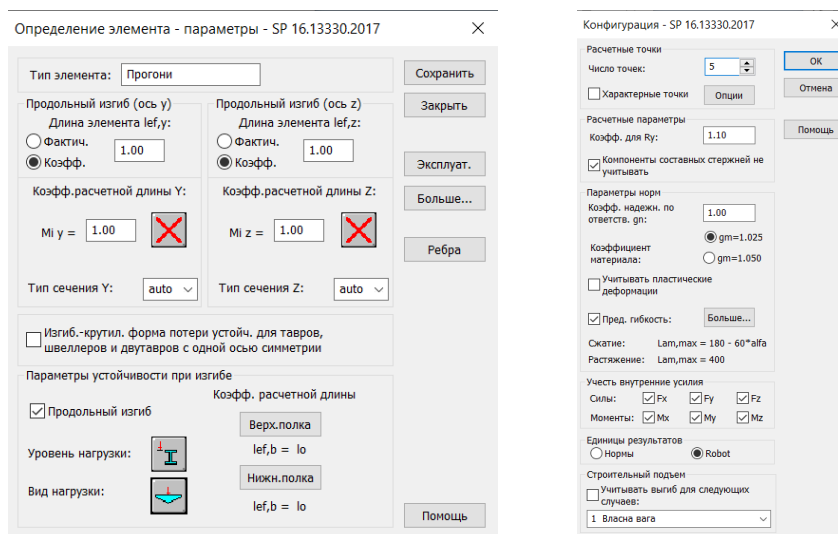 Определение элемента - параметры - SP 16.13330.2017
Тип элемента: Прогони
Сохранить
Продольный изгиб (ось y)
Длина элемента lef,y:
Фактич.
Коэфф.
1.00
Коэфф.расчетной длины Y:
Mi y = 1.00
Тип сечения Y: auto
Продольный изгиб (ось z)
Длина элемента lef,z:
Фактич.
Коэфф.
1.00
Коэфф.расчетной длины Z:
Mi z = 1.00
Тип сечения Z: auto
Закрыть
Эксплуат.
Больше...
Ребра
Изгиб.-крутил. форма потери устойч. для тавров,
швеллеров и двутавров с одной осью симметрии
Параметры устойчивости при изгибе
Коэфф. расчетной длины
Продольный изгиб
Верх.полка
Уровень нагрузки:
lef,b = lo
Нижн.полка
Вид нагрузки:
lef,b = lo
Помощь
Конфигурация - SP 16.13330.2017
Расчетные точки
Число точек: 5
Характерные точки
Опции
OK
Отмена
Помощь
Расчетные параметры
Коэфф. для Ry: 1.10
Компоненты составных стержней не
учитывать
Параметры норм
Коэфф. надежн. по
ответств. gn:
1.00
Коэффициент
материала:
gm=1.025
gm=1.050
Учитывать пластические
деформации
Пред. гибкость:
Больше...
Сжатие: Lam,max = 180 - 60*alfa
Растяжение: Lam,max = 400
Учесть внутренние усилия
Силы: Fx Fy Fz
Моменты: Mx My Mz
Единицы результатов
Нормы Robot
Строительный подъем
Учитывать выгиб для следующих
случаев:
1 Власна вага